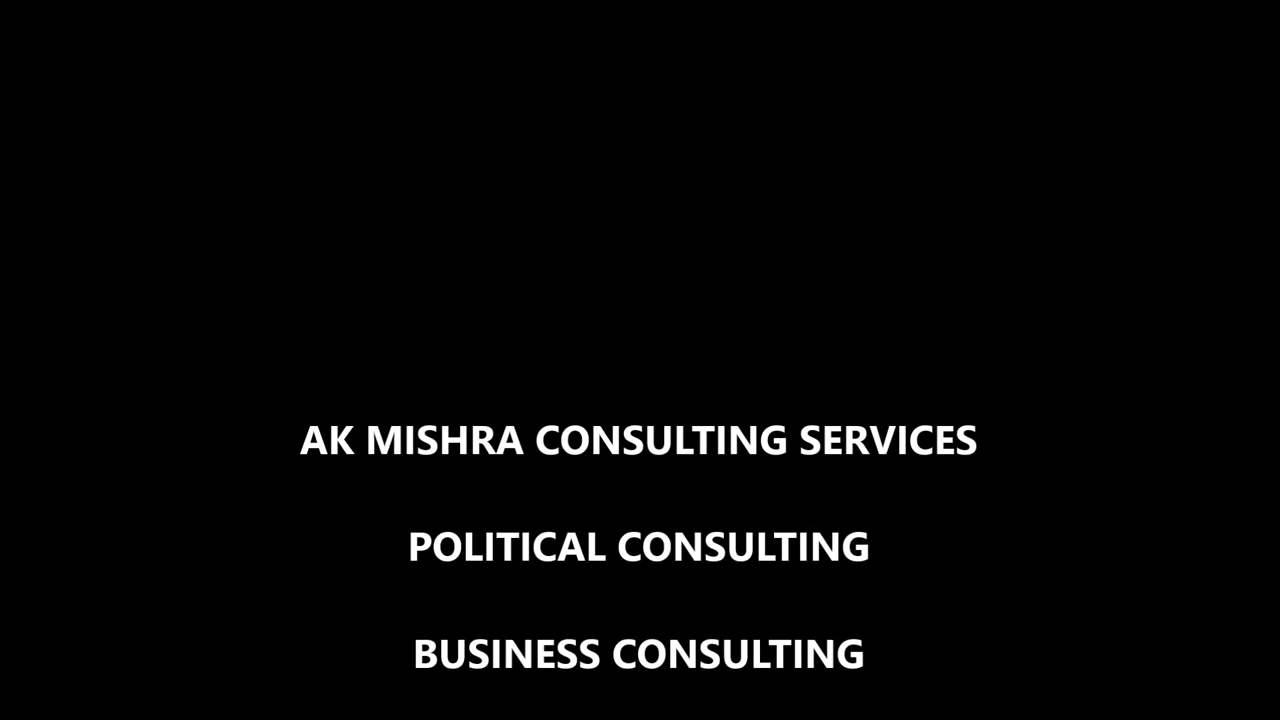 AK MISHRA CONSULTING SERVICES
POLITICAL CONSULTING
BUSINESS CONSULTING